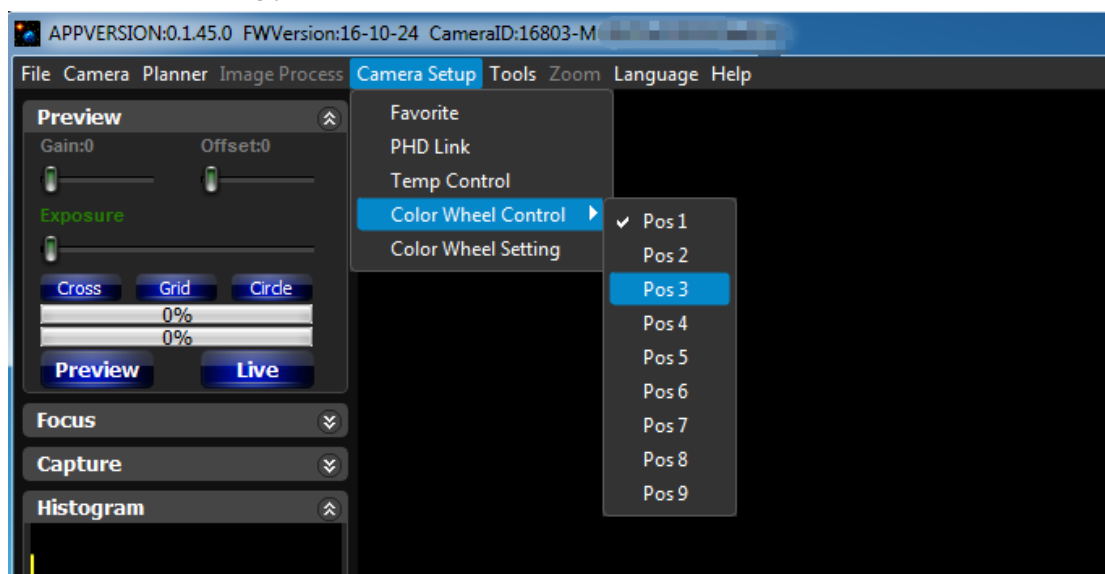 APPVERSION:0.1.45.0 FWVersion:16-10-24 CameraID:16803-M
File Camera Planner Image Process Camera Setup Tools Zoom Language Help
Preview
Gain:0 Offset:0
Exposure
Cross Grid Circle
0%
0%
Preview Live
Focus
Capture
Histogram
Favorite
PHD Link
Temp Control
Color Wheel Control
Color Wheel Setting
Pos 1
Pos 2
Pos 3
Pos 4
Pos 5
Pos 6
Pos 7
Pos 8
Pos 9